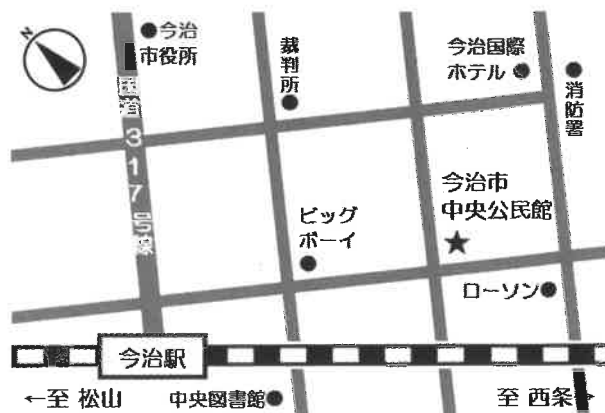 N
今治
市役所
国道317号線
裁判所
今治国際
ホテル
消防署
今治市
中央公民館
ビッグ
ボーイ
ローソン
今治駅
←至 松山
中央図書館
至 西条→